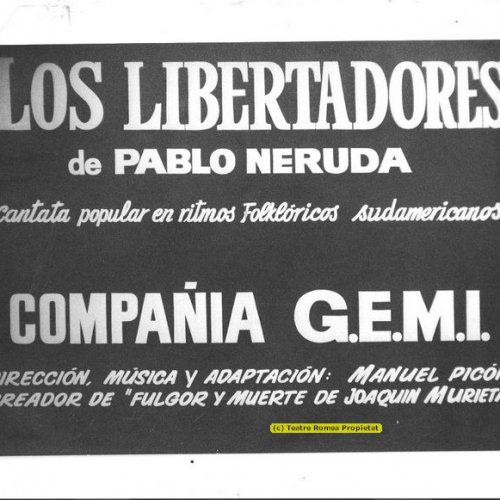 LOS LIBERTADORES
de PABLO NERUDA
cantata popular en ritmos Folklóricos sudamericanos
COMPAÑIA G.E.M.I.
DIRECCIÓN, MÚSICA Y ADAPTACIÓN: MANUEL PICÓN
CREADOR DE "FULGOR Y MUERTE DE JOAQUIN MURIETA
(c) Teatre Romea Propietat